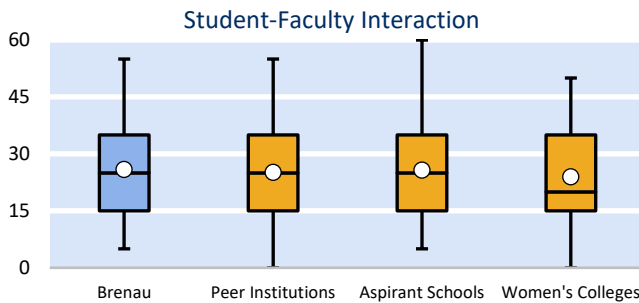 Student-Faculty Interaction
60
45
30
15
0
Brenau Peer Institutions Aspirant Schools Women's Colleges